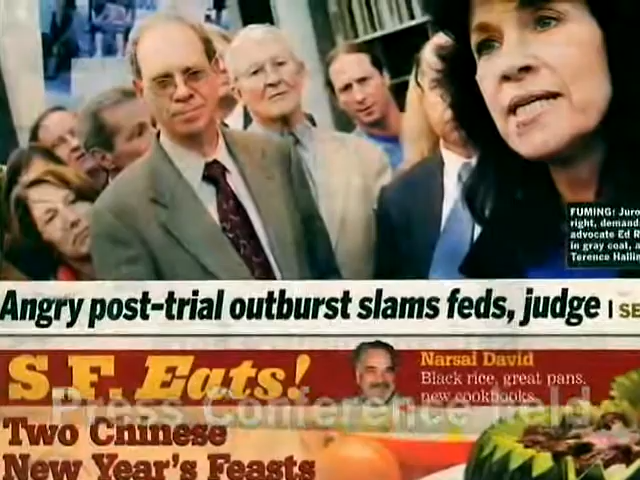 FUMING: Juro
right, demand
advocate Ed R
in gray coat, a
Terence Hallin
Angry post-trial outburst slams feds, judge | SE
S.F. Eats!
Narsai David
Black rice, great pans,
new cookbooks
Press Conference Held
Two Chinese
New Year's Feasts